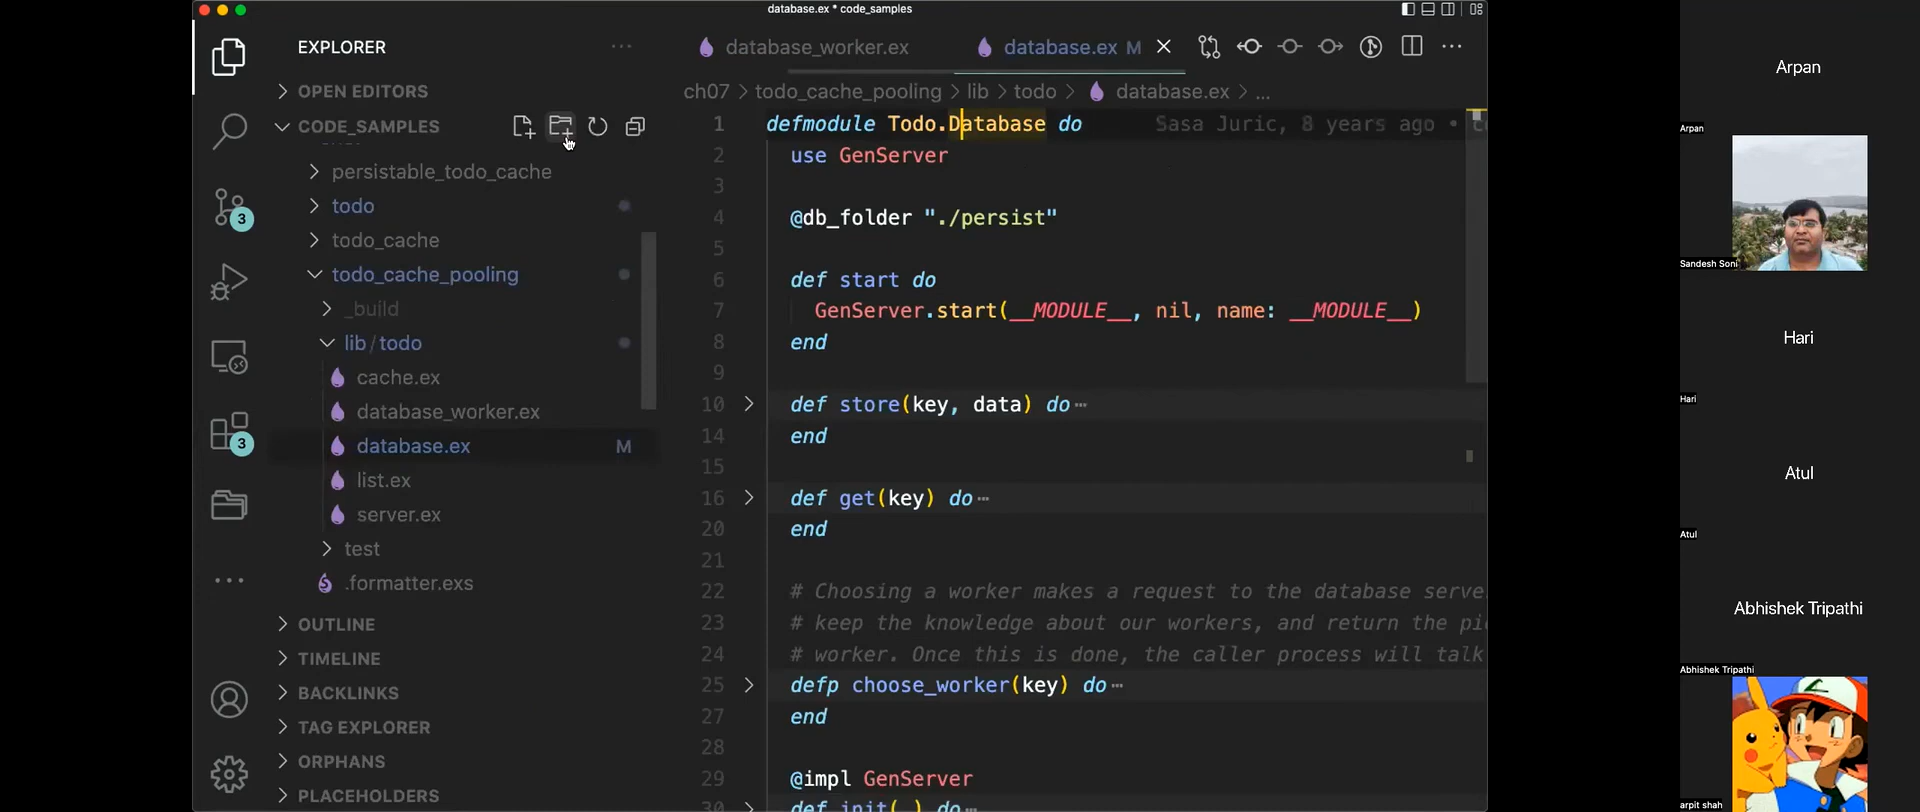 database.ex • code_samples
EXPLORER
OPEN EDITORS
CODE_SAMPLES
persistable_todo_cache
todo
todo_cache
todo_cache_pooling
_build
lib/todo
cache.ex
database_worker.ex
database.ex M
list.ex
server.ex
test
.formatter.exs
OUTLINE
TIMELINE
BACKLINKS
TAG EXPLORER
ORPHANS
PLACEHOLDERS
3
3
database_worker.ex
database.ex M
ch07 > todo_cache_pooling > lib > todo > database.ex > ...
1 defmodule Todo.Database do Sasa Juric, 8 years ago •
2 use GenServer
3
4 @db_folder "./persist"
5
6 def start do
7 GenServer.start(__MODULE__, nil, name: __MODULE__)
8 end
9
10 def store(key, data) do⋯
14 end
15
16 def get(key) do⋯
20 end
21
22 # Choosing a worker makes a request to the database serve
23 # keep the knowledge about our workers, and return the pi
24 # worker. Once this is done, the caller process will talk
25 defp choose_worker(key) do⋯
27 end
28
29 @impl GenServer
30 def init(_) do⋯
Arpan
Arpan
Sandesh Soni
Hari
Hari
Atul
Atul
Abhishek Tripathi
Abhishek Tripathi
arpit shah